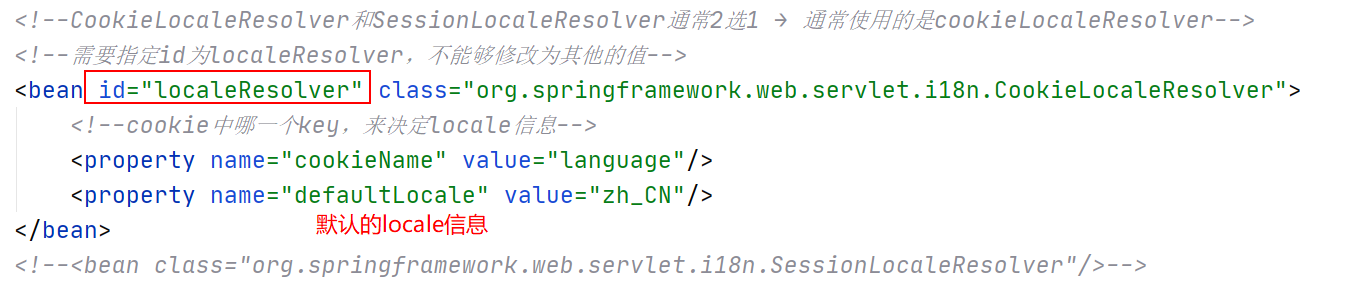 <!--CookieLocaleResolver和SessionLocaleResolver通常2选1 → 通常使用的是cookieLocaleResolver-->
<!--需要指定id为localeResolver，不能够修改为其他的值-->
<bean id="localeResolver" class="org.springframework.web.servlet.i18n.CookieLocaleResolver">
<!--cookie中哪一个key，来决定locale信息-->
<property name="cookieName" value="language"/>
<property name="defaultLocale" value="zh_CN"/>
默认的locale信息
</bean>
<!--<bean class="org.springframework.web.servlet.i18n.SessionLocaleResolver"/>-->